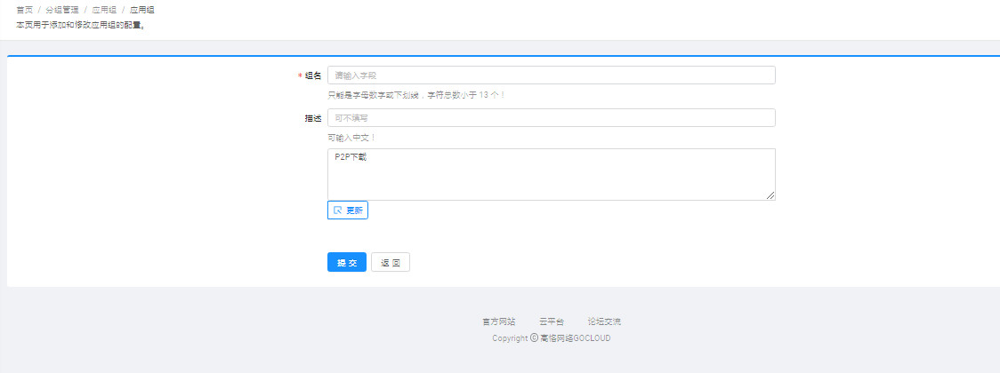 首页 / 分组管理 / 应用组 / 应用组
本页用于添加和修改应用组的配置。
* 组名 请输入字段
只能是字母数字或下划线，字符总数小于 13 个！
描述 可不填写
可输入中文！
P2P下载
更新
提 交 返 回
官方网站 云平台 论坛交流
Copyright © 高恪网络GOCLOUD